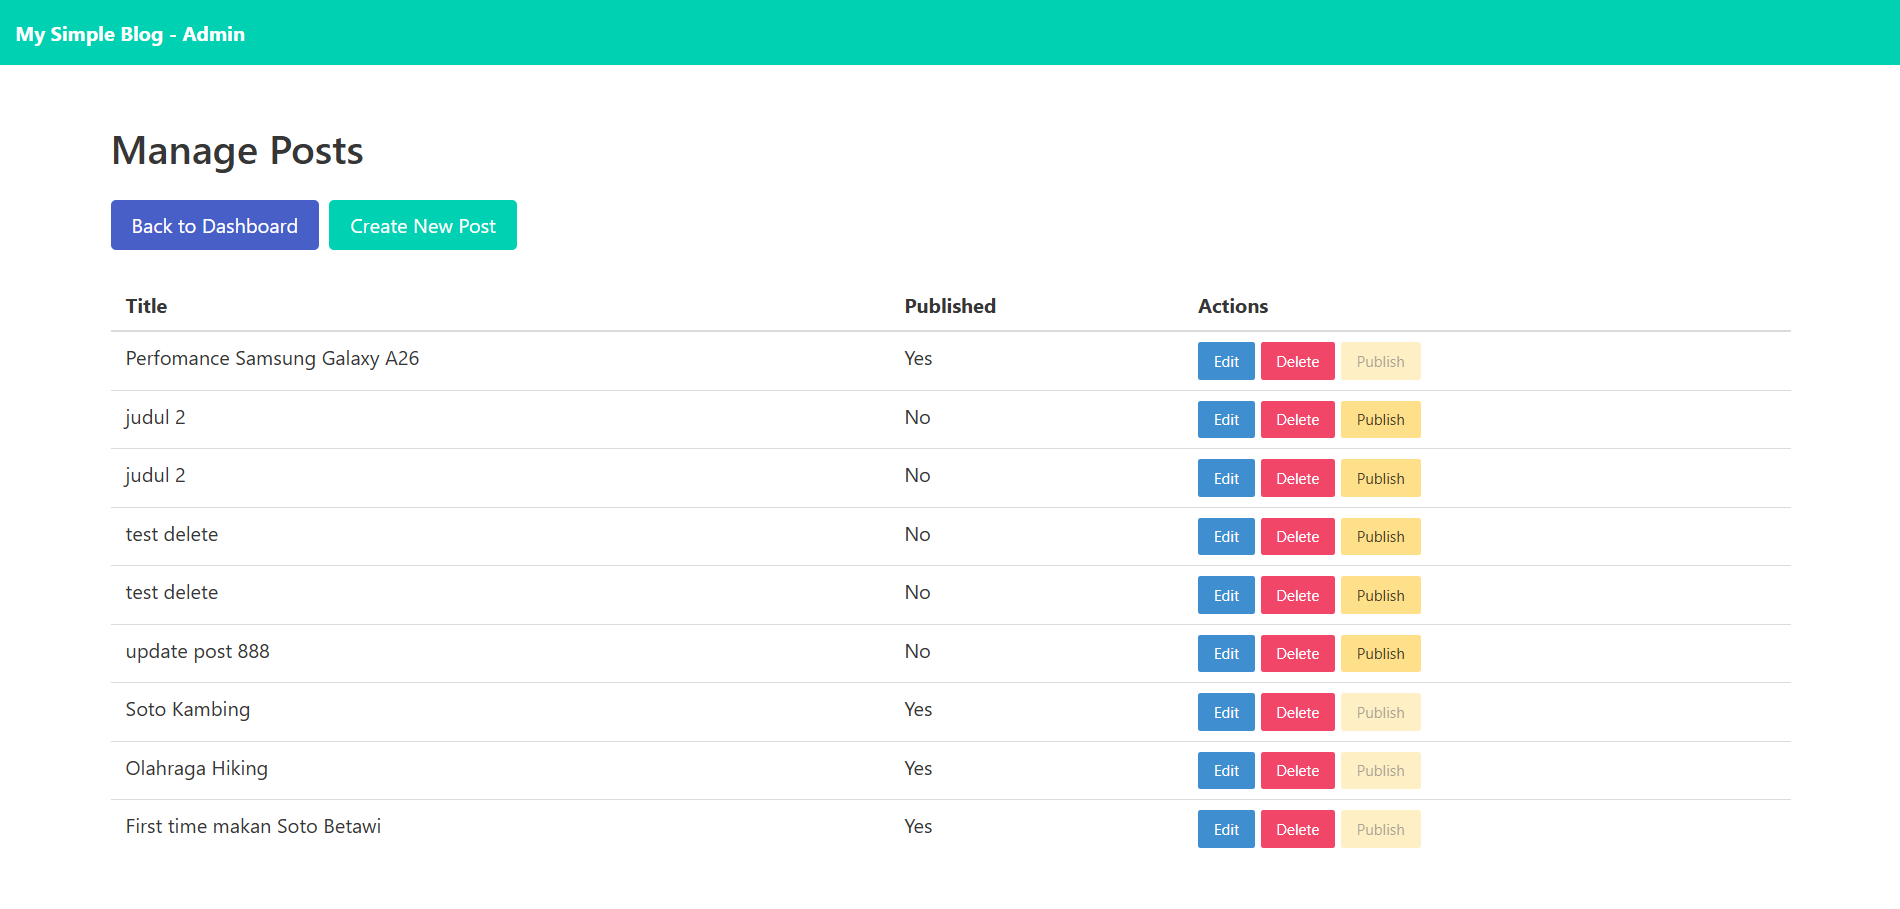 My Simple Blog - Admin
Manage Posts
Back to Dashboard Create New Post
Title Published Actions
Perfomance Samsung Galaxy A26 Yes Edit Delete Publish
judul 2 No Edit Delete Publish
judul 2 No Edit Delete Publish
test delete No Edit Delete Publish
test delete No Edit Delete Publish
update post 888 No Edit Delete Publish
Soto Kambing Yes Edit Delete Publish
Olahraga Hiking Yes Edit Delete Publish
First time makan Soto Betawi Yes Edit Delete Publish